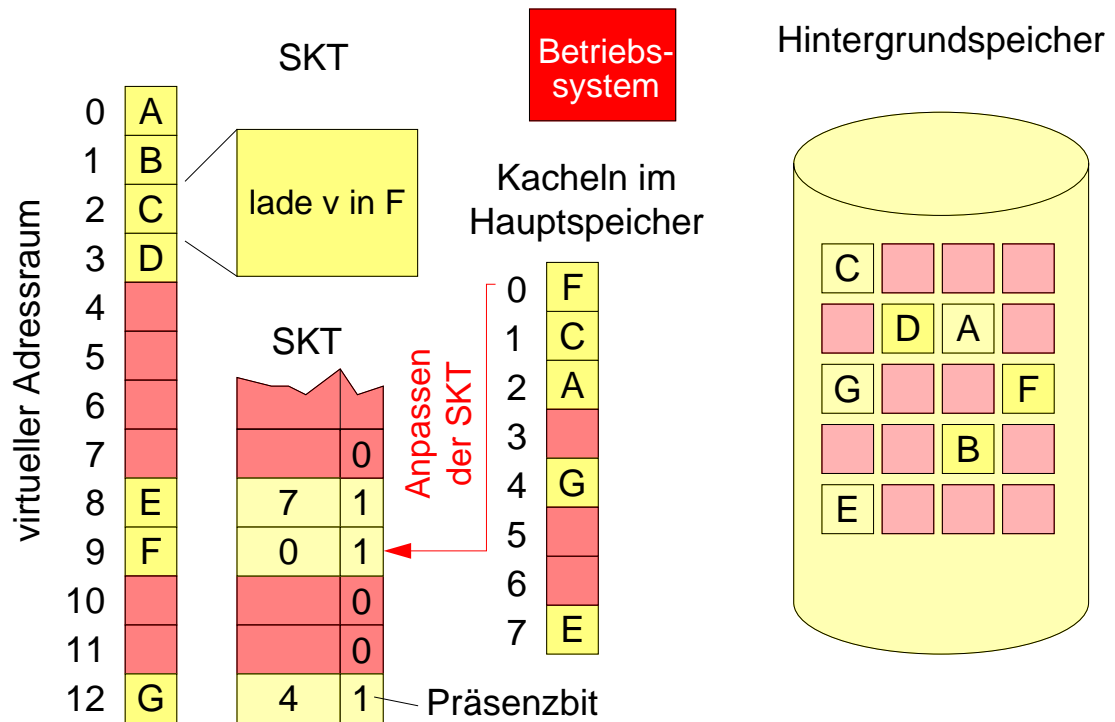 SKT
Betriebs-
system
Hintergrundspeicher
virtueller Adressraum
0 A
1 B
2 C
3 D
4
5
6
7
8 E
9 F
10
11
12 G
lade v in F
SKT
0
7 1
0 1
0
0
4 1
Präsenzbit
Anpassen
der SKT
Kacheln im
Hauptspeicher
0 F
1 C
2 A
3
4 G
5
6
7 E
C
D A
G F
B
E